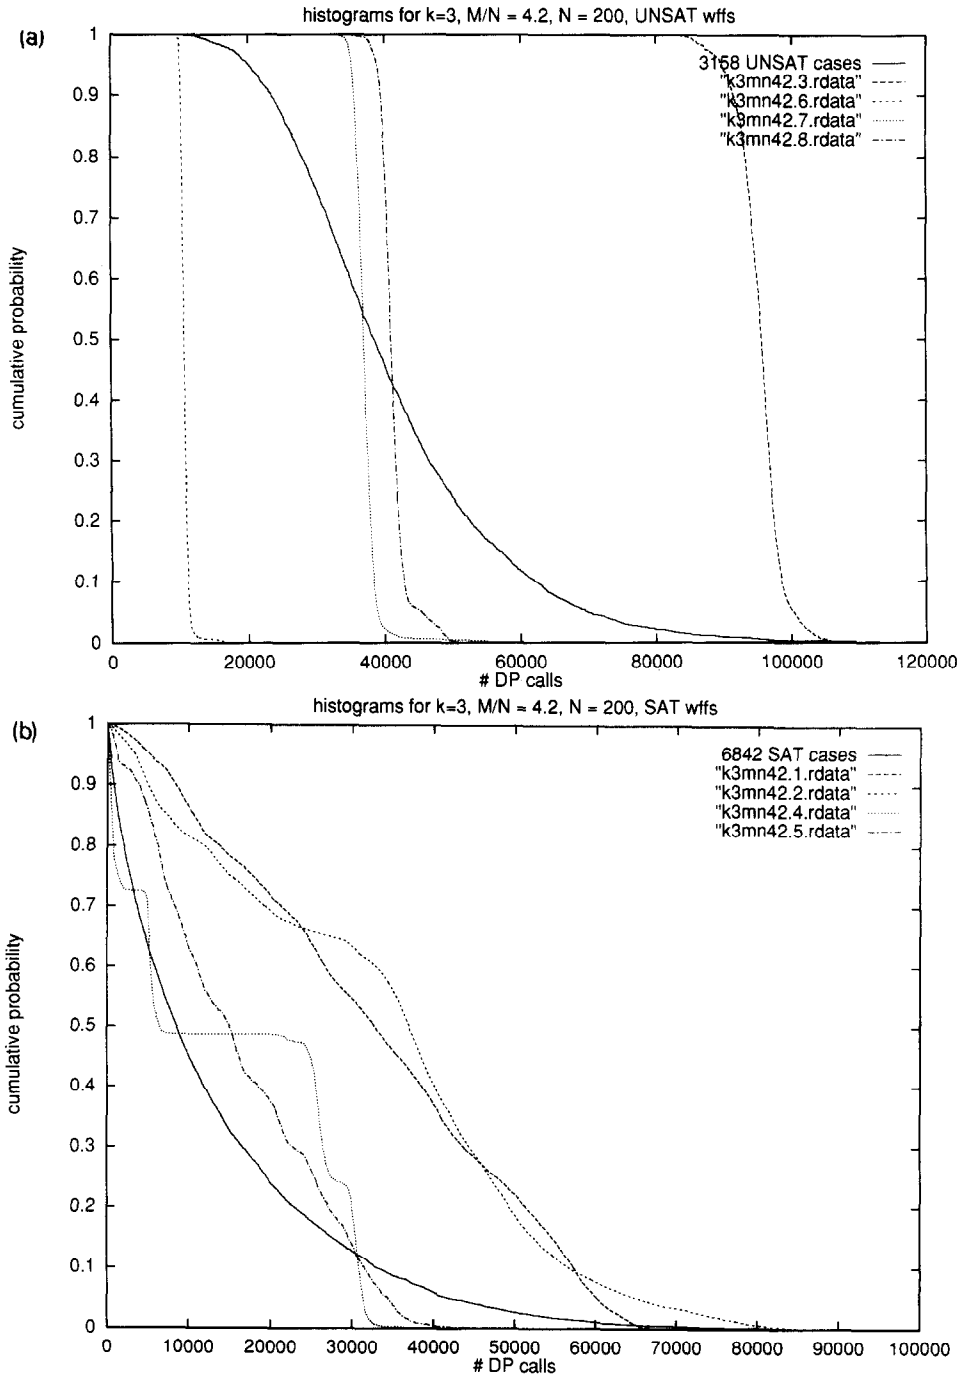 (a)
histograms for k=3, M/N = 4.2, N = 200, UNSAT wffs
3158 UNSAT cases
"k3mn42.3.rdata"
"k3mn42.6.rdata"
"k3mn42.7.rdata"
"k3mn42.8.rdata"
cumulative probability
1
0.9
0.8
0.7
0.6
0.5
0.4
0.3
0.2
0.1
0
0 20000 40000 60000 80000 100000 120000
# DP calls
(b)
histograms for k=3, M/N = 4.2, N = 200, SAT wffs
6842 SAT cases
"k3mn42.1.rdata"
"k3mn42.2.rdata"
"k3mn42.4.rdata"
"k3mn42.5.rdata"
cumulative probability
1
0.9
0.8
0.7
0.6
0.5
0.4
0.3
0.2
0.1
0
0 10000 20000 30000 40000 50000 60000 70000 80000 90000 100000
# DP calls